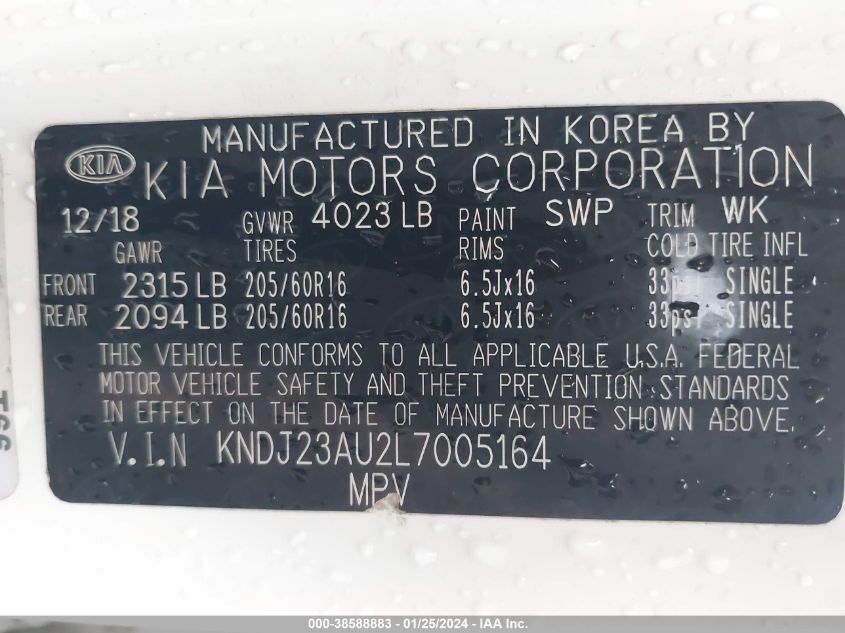 MANUFACTURED IN KOREA BY
KIA KIA MOTORS CORPORATION
12/18 GVWR 4023 LB PAINT SWP TRIM WK
GAWR TIRES RIMS COLD TIRE INFL
FRONT 2315 LB 205/60R16 6.5Jx16 33psi SINGLE
REAR 2094 LB 205/60R16 6.5Jx16 33psi SINGLE
THIS VEHICLE CONFORMS TO ALL APPLICABLE U.S.A. FEDERAL
MOTOR VEHICLE SAFETY AND THEFT PREVENTION STANDARDS
IN EFFECT ON THE DATE OF MANUFACTURE SHOWN ABOVE.
V.I.N KNDJ23AU2L7005164
MPV
000-38588883 - 01/25/2024 - IAA Inc.